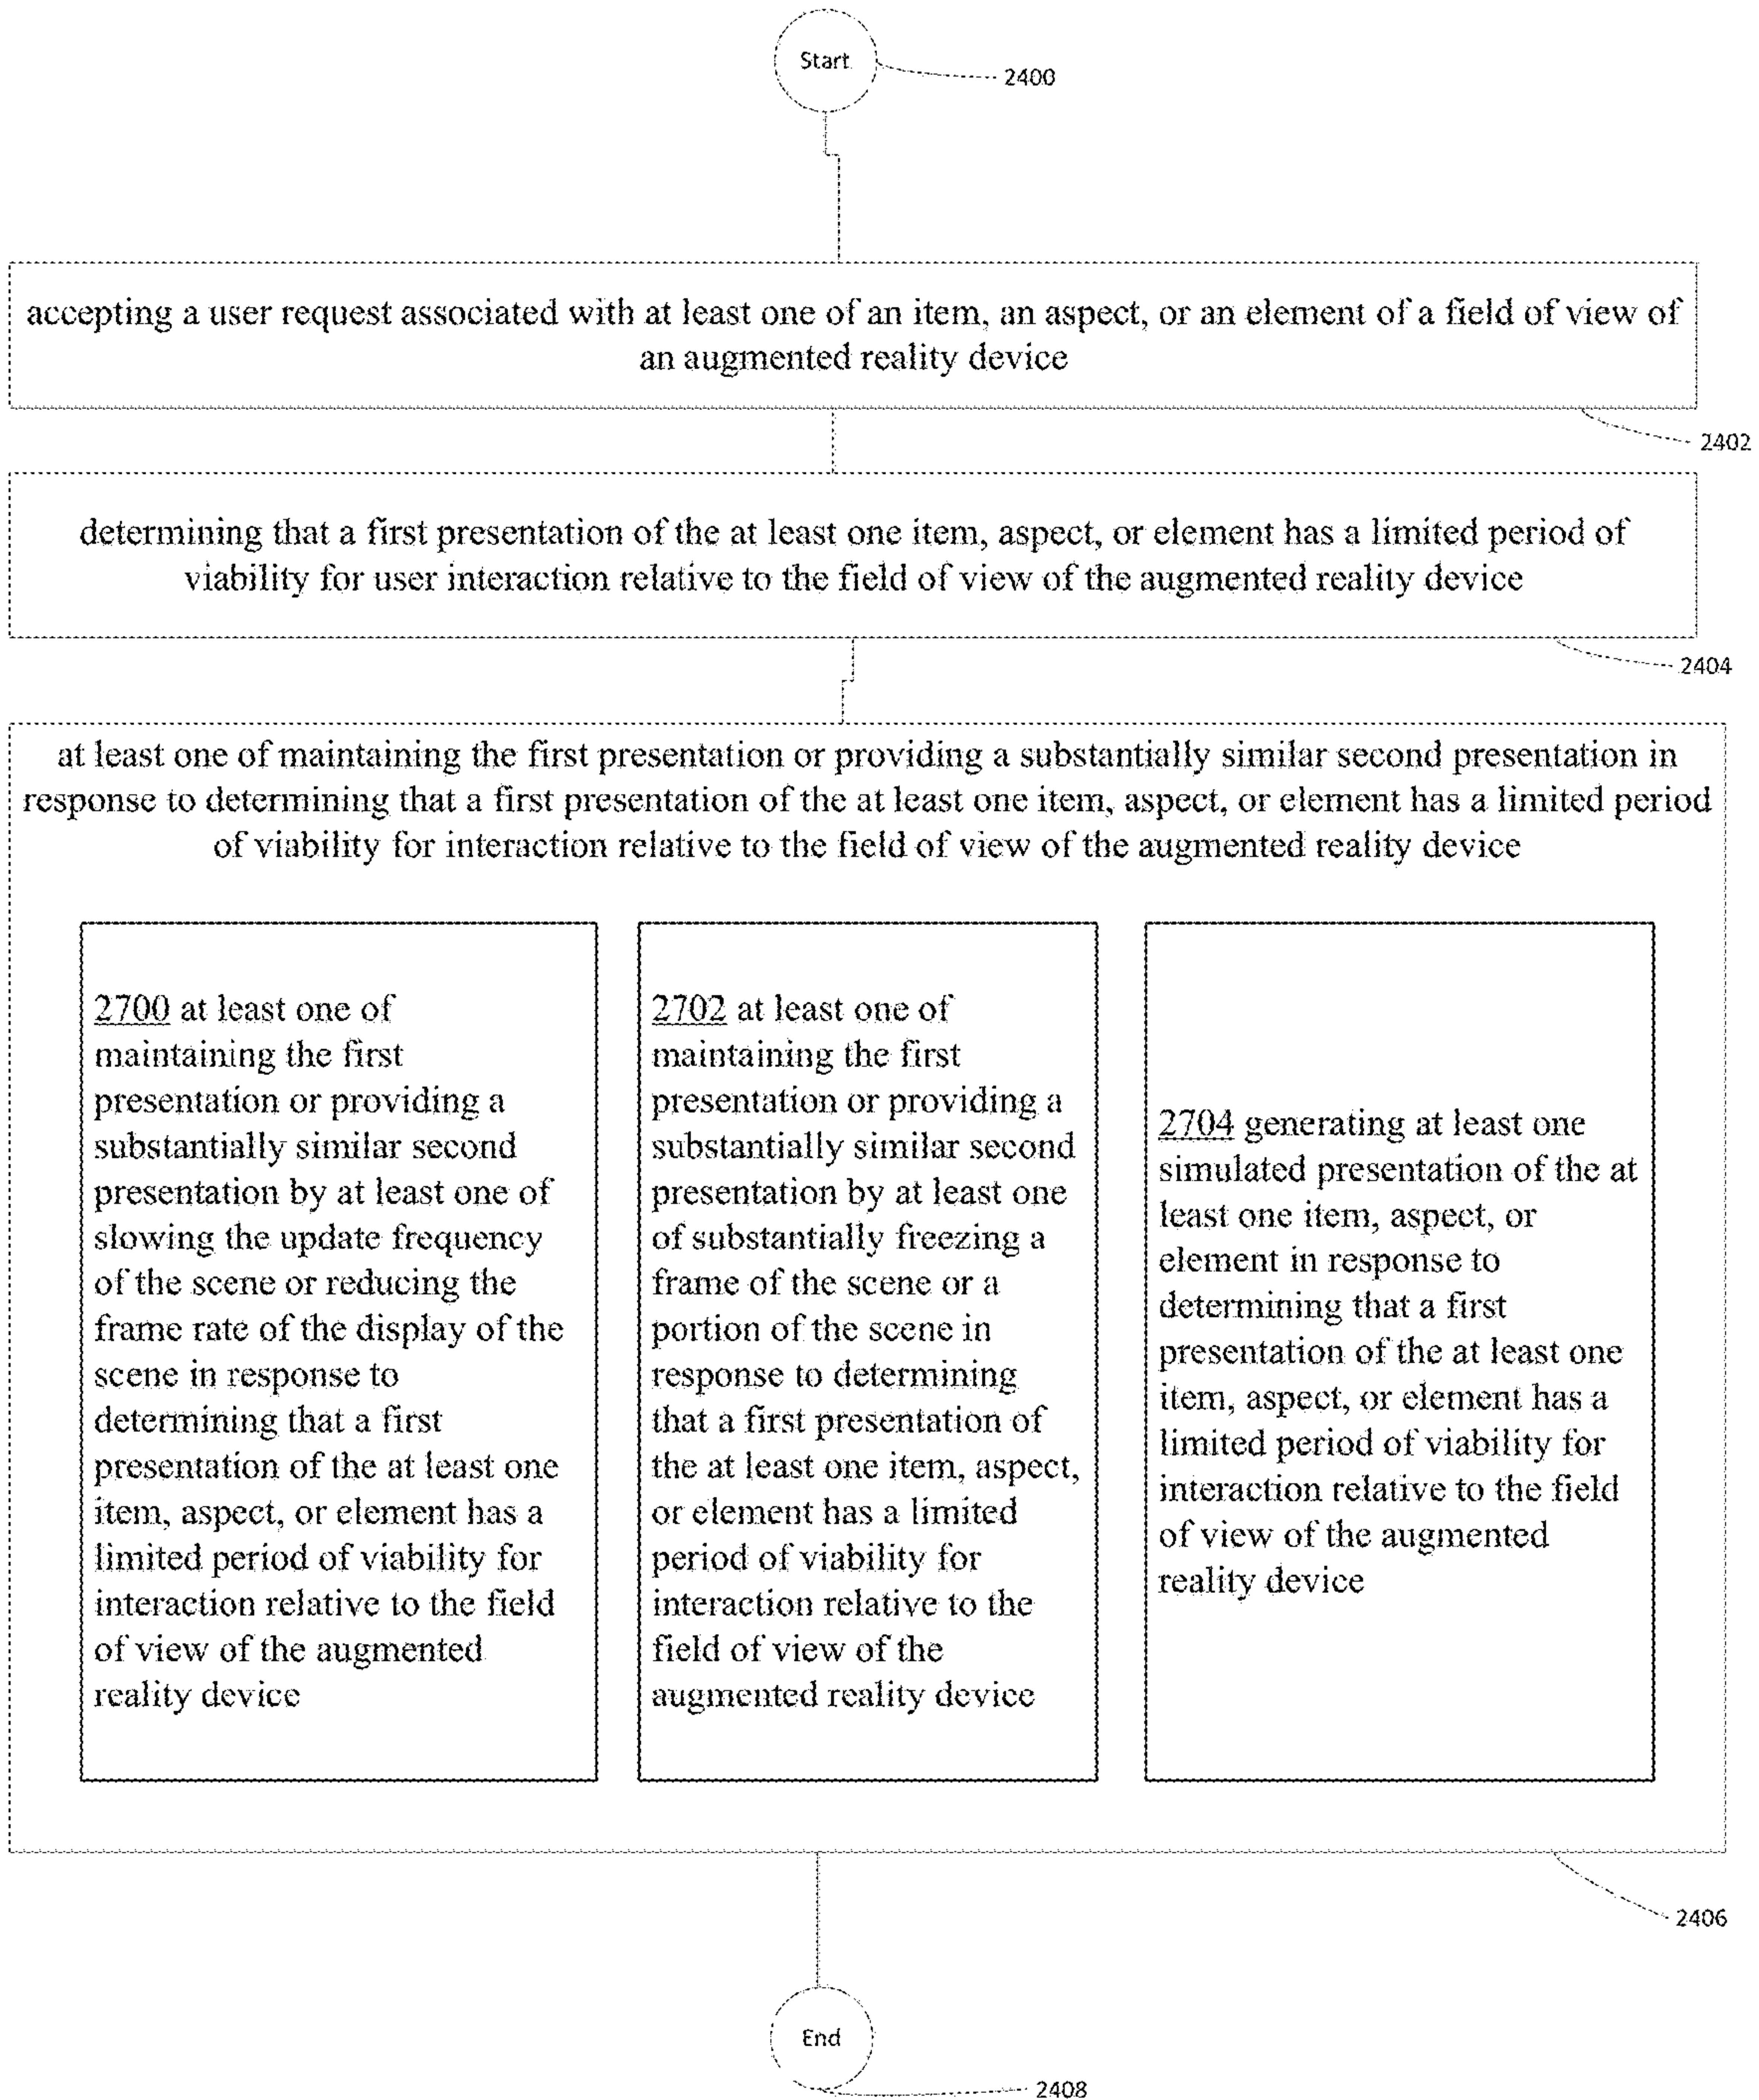 Start
2400
accepting a user request associated with at least one of an item, an aspect, or an element of a field of view of
an augmented reality device
2402
determining that a first presentation of the at least one item, aspect, or element has a limited period of
viability for user interaction relative to the field of view of the augmented reality device
2404
at least one of maintaining the first presentation or providing a substantially similar second presentation in
response to determining that a first presentation of the at least one item, aspect, or element has a limited period
of viability for interaction relative to the field of view of the augmented reality device
2700 at least one of
maintaining the first
presentation or providing a
substantially similar second
presentation by at least one of
slowing the update frequency
of the scene or reducing the
frame rate of the display of the
scene in response to
determining that a first
presentation of the at least one
item, aspect, or element has a
limited period of viability for
interaction relative to the field
of view of the augmented
reality device
2702 at least one of
maintaining the first
presentation or providing a
substantially similar second
presentation by at least one
of substantially freezing a
frame of the scene or a
portion of the scene in
response to determining
that a first presentation of
the at least one item, aspect,
or element has a limited
period of viability for
interaction relative to the
field of view of the
augmented reality device
2704 generating at least one
simulated presentation of the at
least one item, aspect, or
element in response to
determining that a first
presentation of the at least one
item, aspect, or element has a
limited period of viability for
interaction relative to the field
of view of the augmented
reality device
2406
End
2408